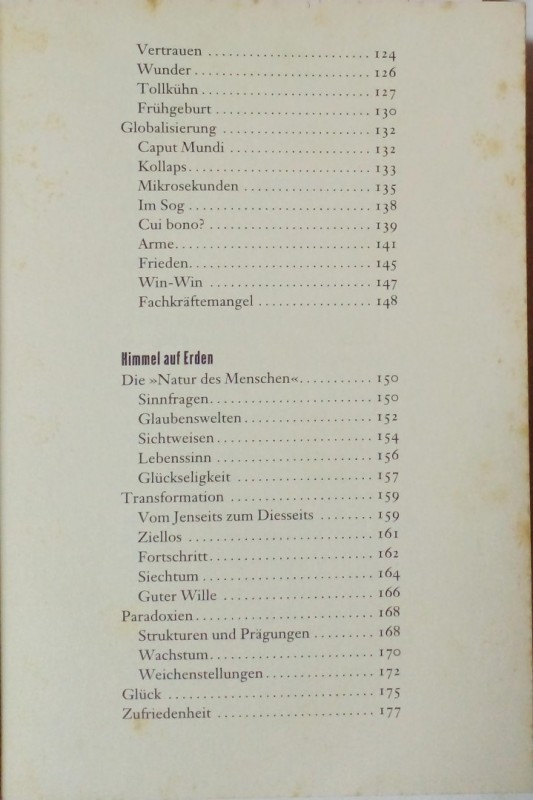 Vertrauen ........................ 124
Wunder .......................... 126
Tollkühn ......................... 127
Frühgeburt ....................... 130
Globalisierung ..................... 132
Caput Mundi ..................... 132
Kollaps ........................... 133
Mikrosekunden ................... 135
Im Sog ........................... 138
Cui bono? ........................ 139
Arme ............................. 141
Frieden ........................... 145
Win-Win ........................ 147
Fachkräftemangel ................. 148
Himmel auf Erden
Die »Natur des Menschen« ........... 150
Sinnfragen ........................ 150
Glaubenswelten ................... 152
Sichtweisen ....................... 154
Lebenssinn ....................... 156
Glückseligkeit ..................... 157
Transformation ..................... 159
Vom Jenseits zum Diesseits ........ 159
Ziellos ............................ 161
Fortschritt ........................ 162
Siechtum ......................... 164
Guter Wille ...................... 166
Paradoxien .......................... 168
Strukturen und Prägungen ......... 168
Wachstum ........................ 170
Weichenstellungen ................ 172
Glück .............................. 175
Zufriedenheit ....................... 177